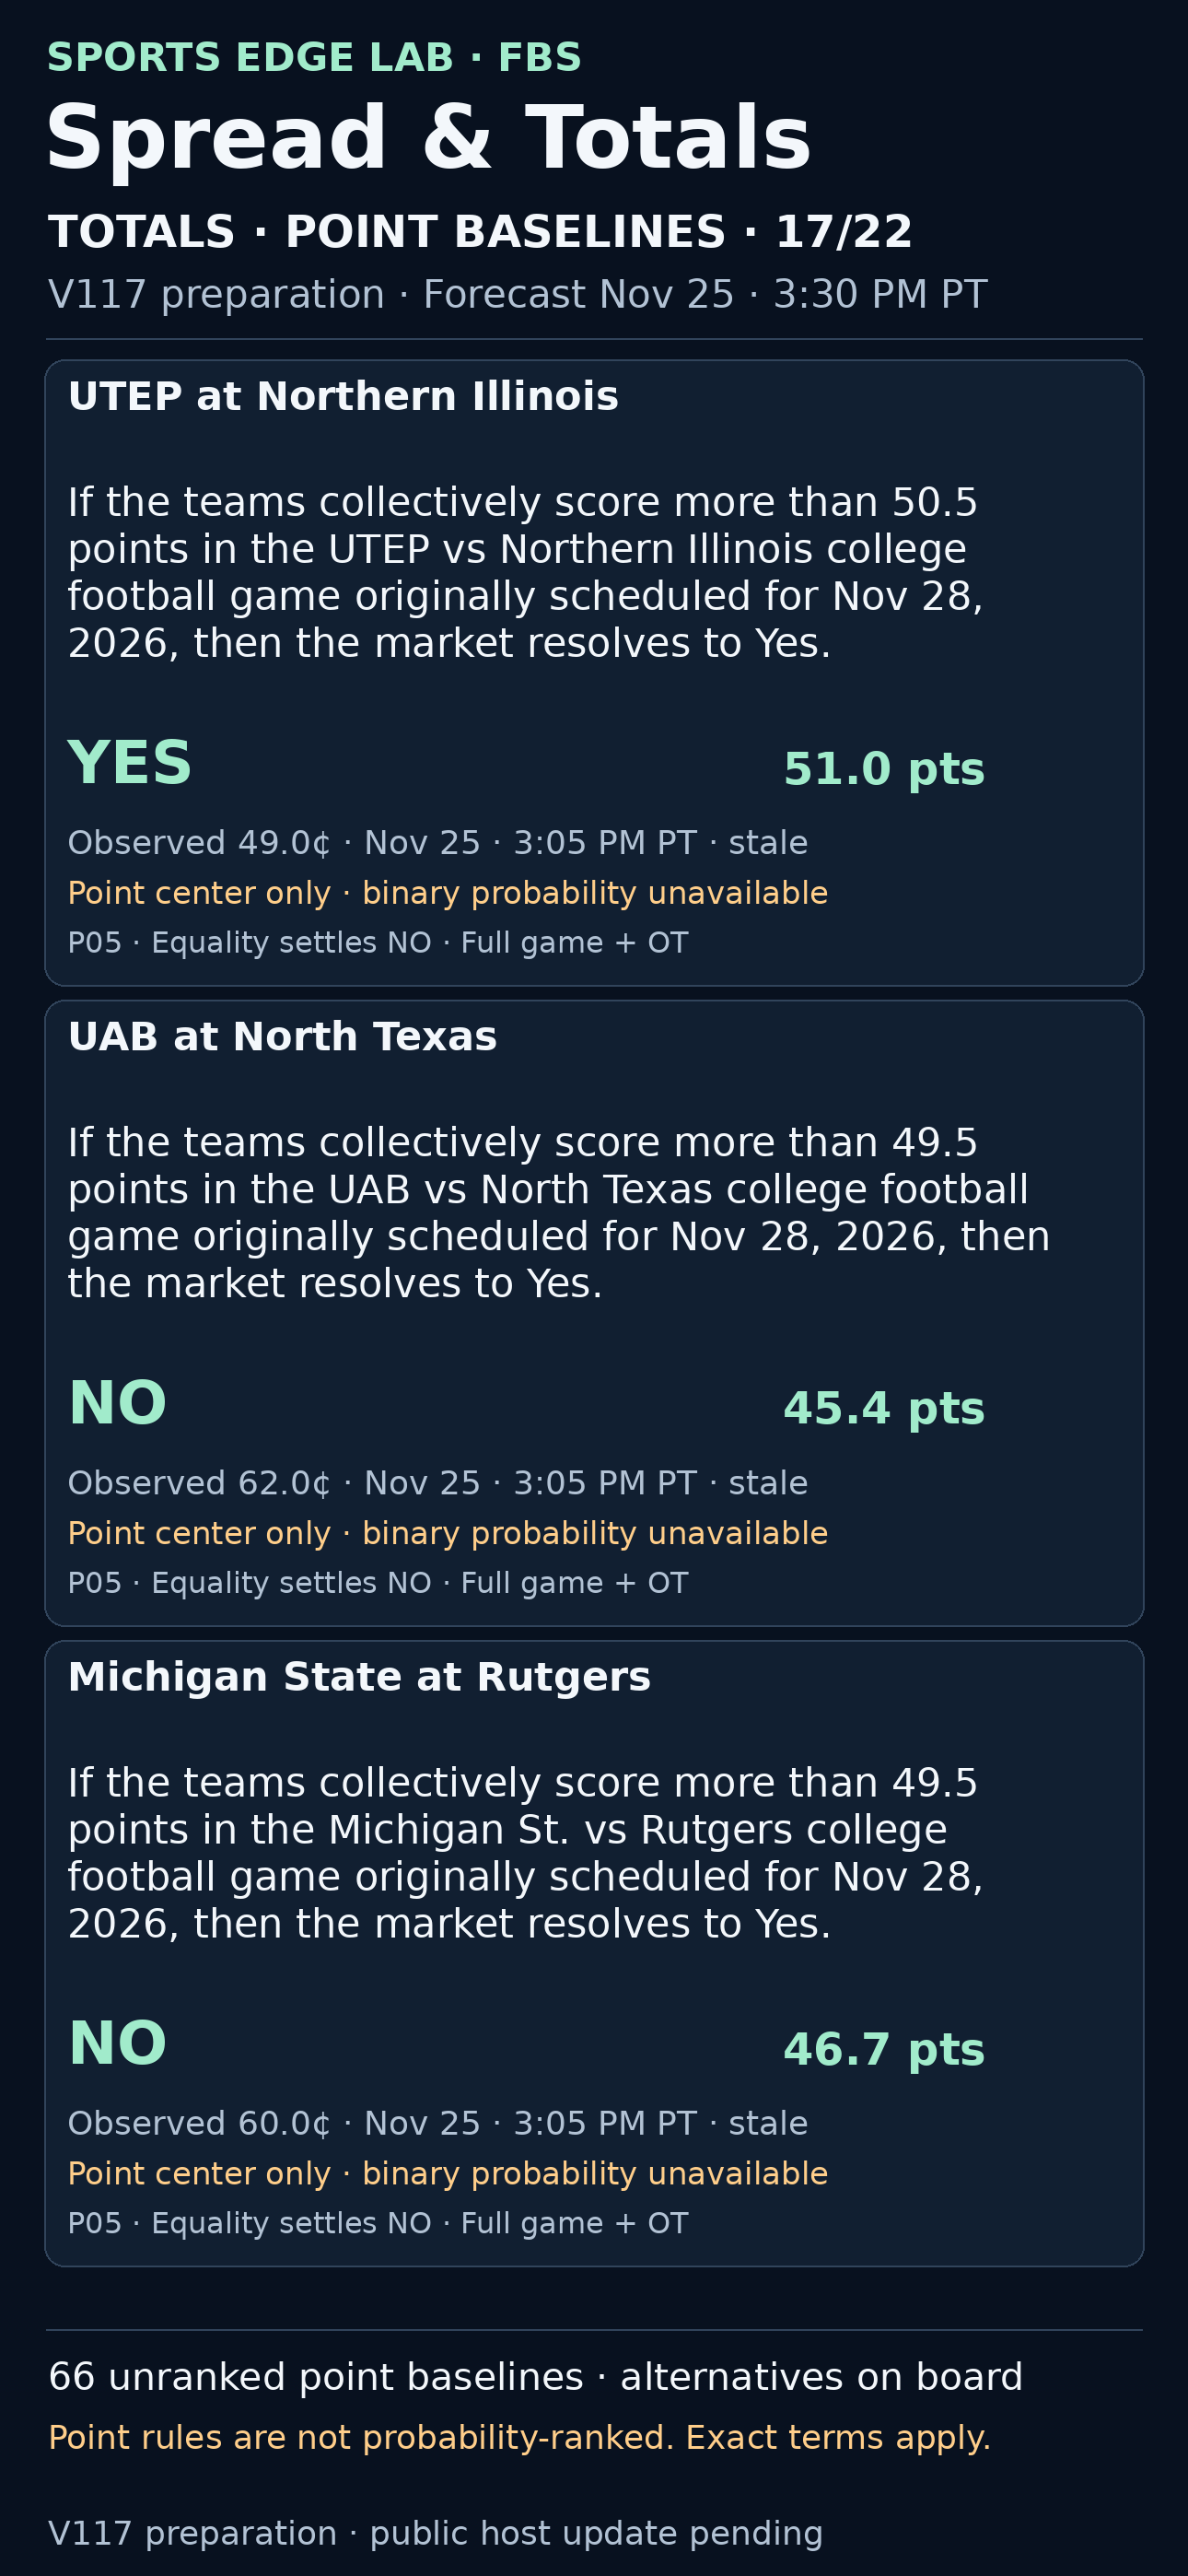 SPORTS EDGE LAB · FBS
Spread & Totals
TOTALS · POINT BASELINES · 17/22
V117 preparation · Forecast Nov 25 · 3:30 PM PT
UTEP at Northern Illinois
If the teams collectively score more than 50.5
points in the UTEP vs Northern Illinois college
football game originally scheduled for Nov 28,
2026, then the market resolves to Yes.
YES 51.0 pts
Observed 49.0¢ · Nov 25 · 3:05 PM PT · stale
Point center only · binary probability unavailable
P05 · Equality settles NO · Full game + OT
UAB at North Texas
If the teams collectively score more than 49.5
points in the UAB vs North Texas college football
game originally scheduled for Nov 28, 2026, then
the market resolves to Yes.
NO 45.4 pts
Observed 62.0¢ · Nov 25 · 3:05 PM PT · stale
Point center only · binary probability unavailable
P05 · Equality settles NO · Full game + OT
Michigan State at Rutgers
If the teams collectively score more than 49.5
points in the Michigan St. vs Rutgers college
football game originally scheduled for Nov 28,
2026, then the market resolves to Yes.
NO 46.7 pts
Observed 60.0¢ · Nov 25 · 3:05 PM PT · stale
Point center only · binary probability unavailable
P05 · Equality settles NO · Full game + OT
66 unranked point baselines · alternatives on board
Point rules are not probability-ranked. Exact terms apply.
V117 preparation · public host update pending